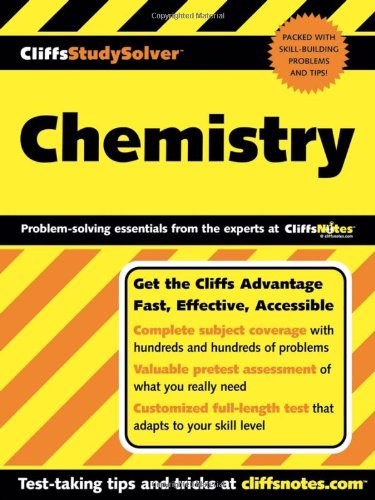 CliffsStudySolver™
PACKED WITH
SKILL-BUILDING
PROBLEMS
AND TIPS!
Chemistry
Problem-solving essentials from the experts at CliffsNotes™
© cliffsnotes.com
Get the Cliffs Advantage
Fast, Effective, Accessible
Complete subject coverage with
hundreds and hundreds of problems
Valuable pretest assessment of
what you really need
Customized full-length test that
adapts to your skill level
Test-taking tips and tricks at cliffsnotes.com™